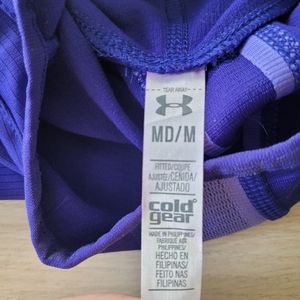 TEAR AWAY
MD/M
FITTED/COUPE
AJUSTÉE/CEÑIDA/
AJUSTADO
cold
gear
MADE IN PHILIPPINES/
FABRIQUÉ AUX
PHILIPPINES/
HECHO EN
FILIPINAS/
FEITO NAS
FILIPINAS